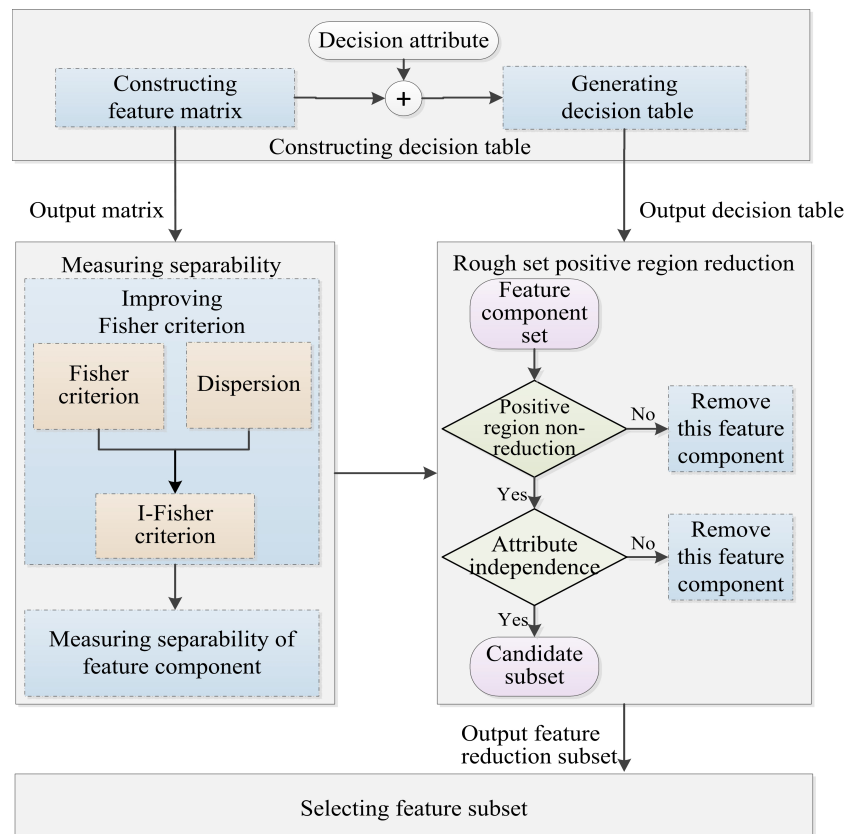 Decision attribute
Constructing
feature matrix
+
Generating
decision table
Constructing decision table
Output matrix
Output decision table
Measuring separability
Improving
Fisher criterion
Fisher
criterion
Dispersion
I-Fisher
criterion
Measuring separability of
feature component
Rough set positive region reduction
Feature
component
set
Positive
region non-
reduction
No
Remove
this feature
component
Yes
Attribute
independence
No
Remove
this feature
component
Yes
Candidate
subset
Output feature
reduction subset
Selecting feature subset